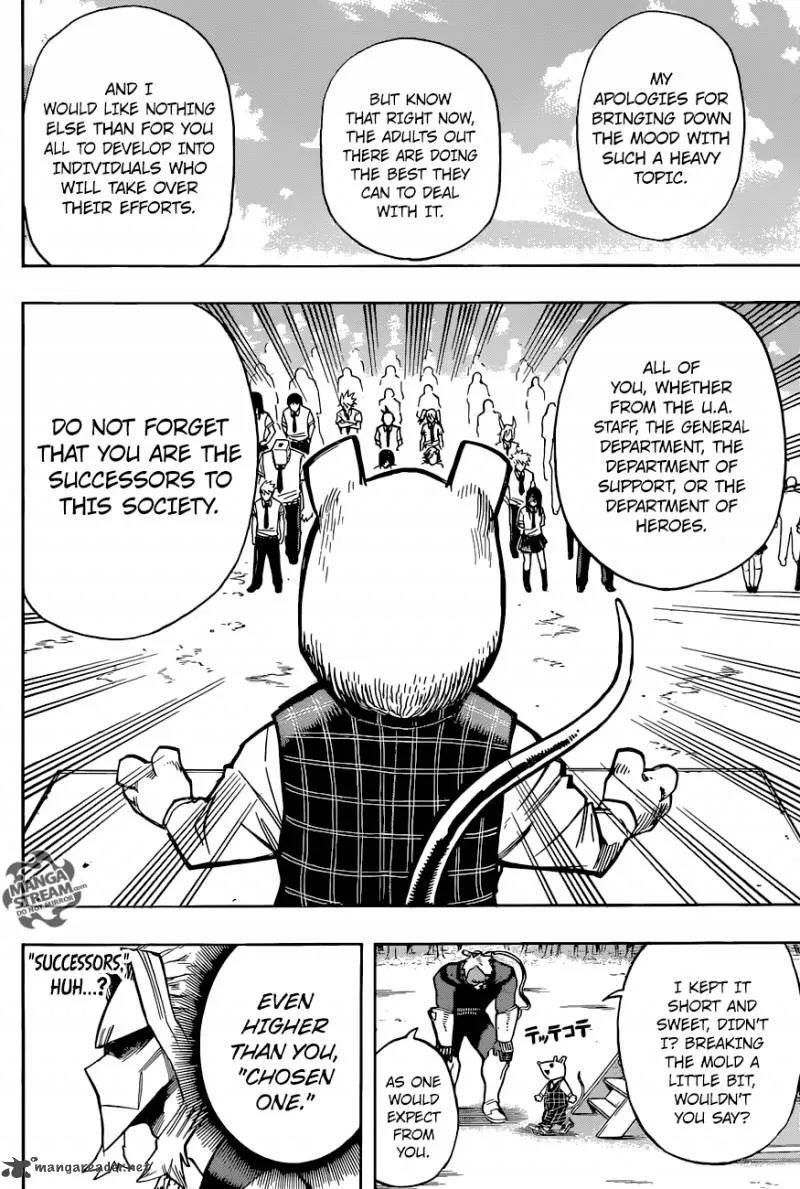 MY
APOLOGIES FOR
BRINGING DOWN
THE MOOD WITH
SUCH A HEAVY
TOPIC.
BUT KNOW
THAT RIGHT NOW,
THE ADULTS OUT
THERE ARE DOING
THE BEST THEY
CAN TO DEAL
WITH IT.
AND I
WOULD LIKE NOTHING
ELSE THAN FOR YOU
ALL TO DEVELOP INTO
INDIVIDUALS WHO
WILL TAKE OVER
THEIR EFFORTS.
ALL OF
YOU, WHETHER
FROM THE U.A.
STAFF, THE GENERAL
DEPARTMENT, THE
DEPARTMENT OF
SUPPORT, OR THE
DEPARTMENT OF
HEROES.
DO NOT FORGET
THAT YOU ARE THE
SUCCESSORS TO
THIS SOCIETY.
MANGA
STREAM.com
DO NOT MIRROR!
I KEPT IT
SHORT AND
SWEET, DIDN'T
I? BREAKING
THE MOLD A
LITTLE BIT,
WOULDN'T
YOU SAY?
テッテコテ
AS ONE
WOULD
EXPECT
FROM
YOU.
EVEN
HIGHER
THAN YOU,
"CHOSEN
ONE."
"SUCCESSORS,"
HUH...?
mangareader.net